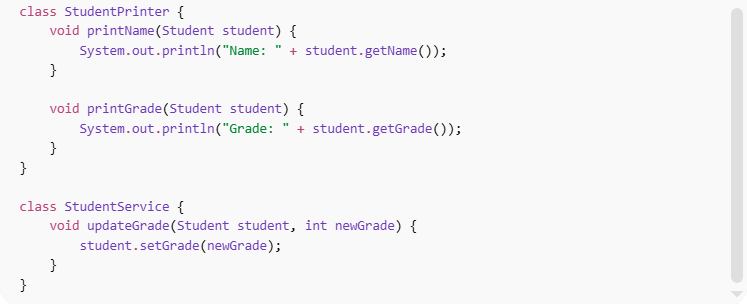 class StudentPrinter {
    void printName(Student student) {
        System.out.println("Name: " + student.getName());
    }

    void printGrade(Student student) {
        System.out.println("Grade: " + student.getGrade());
    }
}

class StudentService {
    void updateGrade(Student student, int newGrade) {
        student.setGrade(newGrade);
    }
}